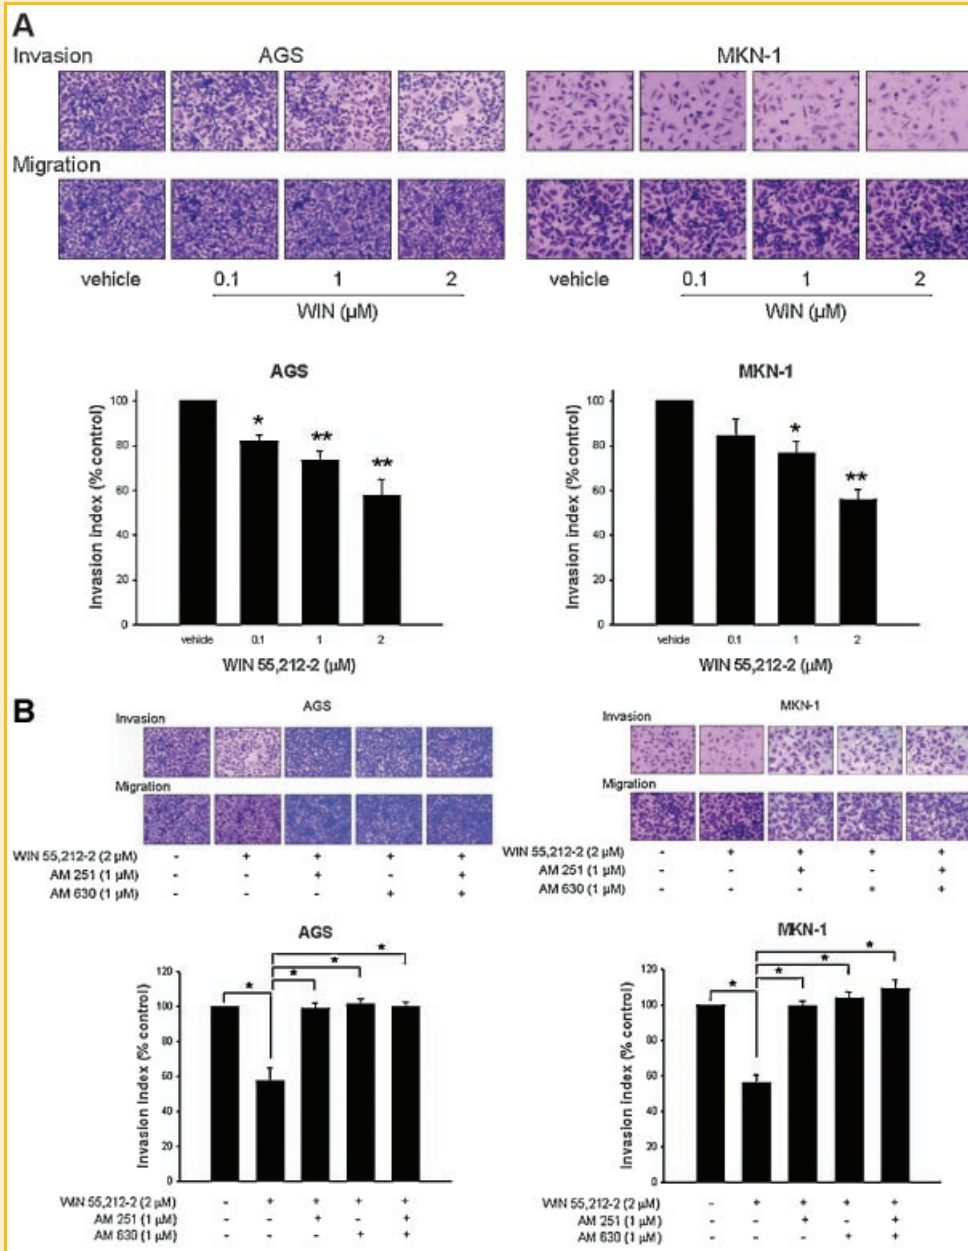 A
Invasion AGS MKN-1
Migration
vehicle 0.1 1 2 vehicle 0.1 1 2
WIN (µM) WIN (µM)
AGS MKN-1
Invasion index (% control)
100
80
60
40
20
0
* ** **
vehicle 0.1 1 2
WIN 55,212-2 (µM)
Invasion index (% control)
100
80
60
40
20
0
* **
vehicle 0.1 1 2
WIN 55,212-2 (µM)
B
AGS MKN-1
Invasion Invasion
Migration Migration
WIN 55,212-2 (2 µM) - + + + +
AM 251 (1 µM) - - + - +
AM 630 (1 µM) - - - + +
WIN 55,212-2 (2 µM) - + + + +
AM 251 (1 µM) - - + - +
AM 630 (1 µM) - - - + +
AGS
Invasion index (% control)
120
100
80
60
40
20
0
* * * *
WIN 55,212-2 (2 µM) - + + + +
AM 251 (1 µM) - - + - +
AM 630 (1 µM) - - - + +
MKN-1
Invasion index (% control)
120
100
80
60
40
20
0
* * * *
WIN 55,212-2 (2 µM) - + + + +
AM 251 (1 µM) - - + - +
AM 630 (1 µM) - - - + +